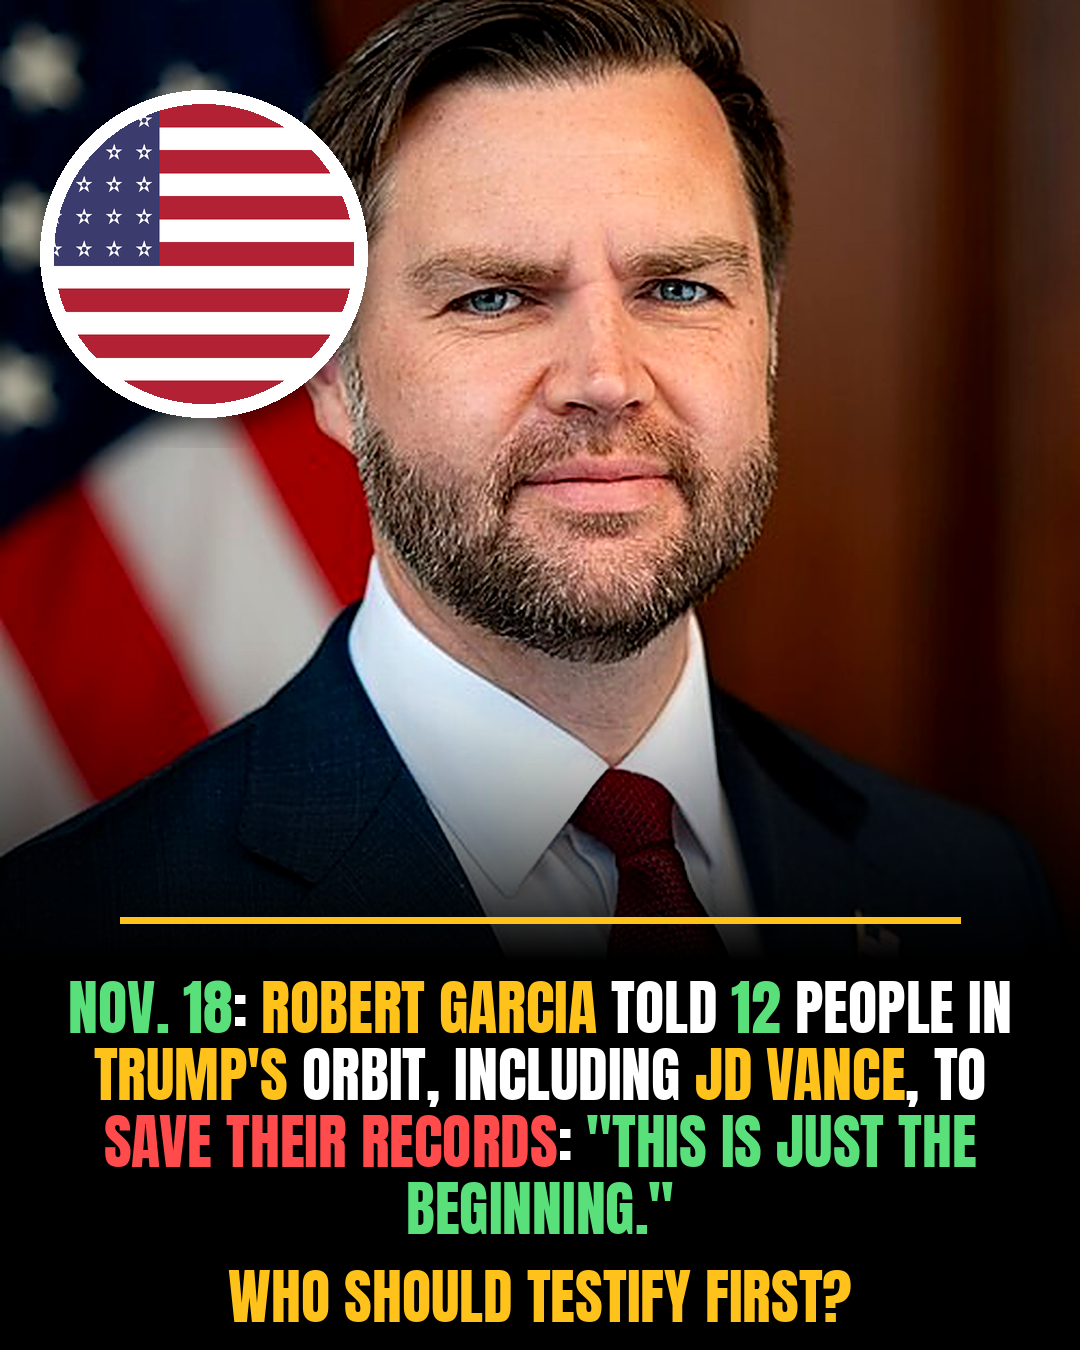 NOV. 18: ROBERT GARCIA TOLD 12 PEOPLE IN
TRUMP'S ORBIT, INCLUDING JD VANCE, TO
SAVE THEIR RECORDS: "THIS IS JUST THE
BEGINNING."
WHO SHOULD TESTIFY FIRST?